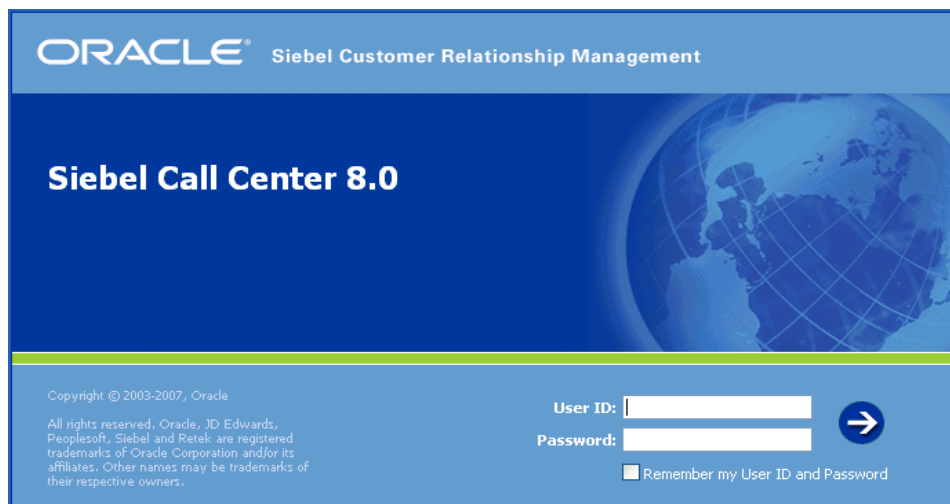 ORACLE® Siebel Customer Relationship Management
Siebel Call Center 8.0
Copyright © 2003-2007, Oracle
All rights reserved. Oracle, JD Edwards,
Peoplesoft, Siebel and Retek are registered
trademarks of Oracle Corporation and/or its
affiliates. Other names may be trademarks of
their respective owners.
User ID:
Password:
Remember my User ID and Password